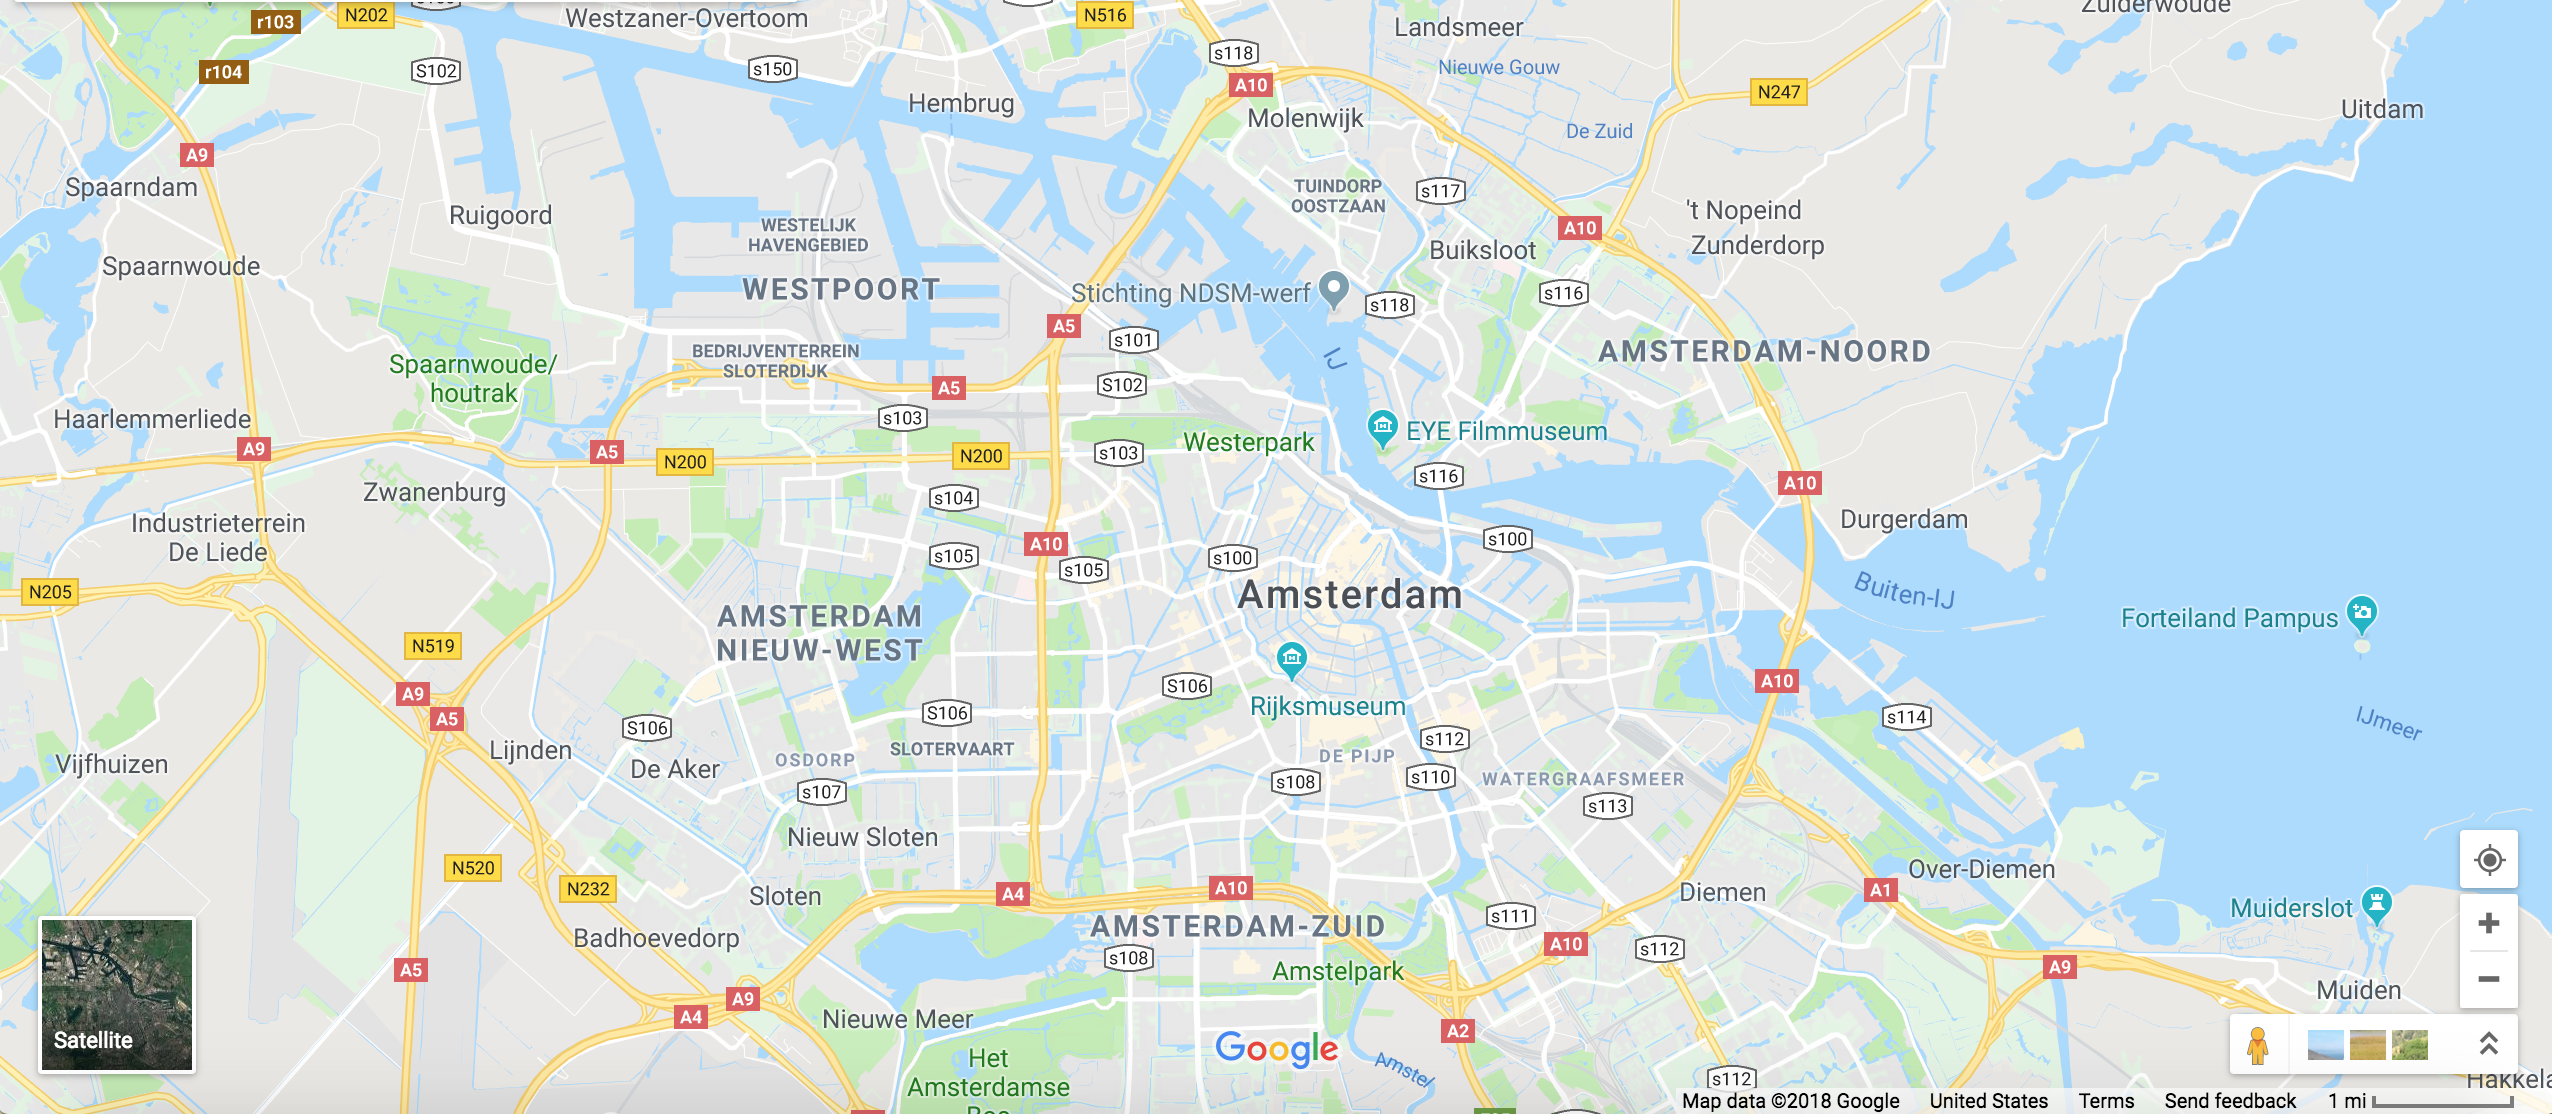 Zuiderwoude
Westzaner-Overtoom
N202
r103
N516
Landsmeer
s118
r104
S102
s150
Nieuwe Gouw
A10
N247
Hembrug
Molenwijk
De Zuid
Uitdam
A9
Spaarndam
TUINDORP
OOSTZAAN
s117
Ruigoord
't Nopeind
Zunderdorp
WESTELIJK
HAVENGEBIED
A10
Buiksloot
Spaarnwoude
WESTPOORT
Stichting NDSM-werf
s118
s116
A5
s101
IJ
AMSTERDAM-NOORD
BEDRIJVENTERREIN
SLOTERDIJK
Spaarnwoude/
houtrak
A5
S102
Haarlemmerliede
s103
EYE Filmmuseum
Westerpark
A9
A5
N200
N200
s103
s116
A10
Zwanenburg
s104
Durgerdam
Industrieterrein
De Liede
A10
s105
s105
s100
s100
N205
Amsterdam
Buiten-IJ
Forteiland Pampus
AMSTERDAM
NIEUW-WEST
N519
A9
A5
S106
S106
S106
A10
Rijksmuseum
s114
IJmeer
Lijnden
SLOTERVAART
OSDORP
DE PIJP
s112
Vijfhuizen
De Aker
s107
s108
s110
WATERGRAAFSMEER
s113
Nieuw Sloten
N520
N232
Sloten
A4
A10
Diemen
A1
Over-Diemen
s111
Muiderslot
AMSTERDAM-ZUID
Badhoevedorp
A10
s112
s108
Amstelpark
A5
A9
A9
Muiden
A4
Nieuwe Meer
A2
Satellite
Google
Het
Amsterdamse
Bos
Amstel
s112
Map data ©2018 Google
United States
Terms
Send feedback
1 mi